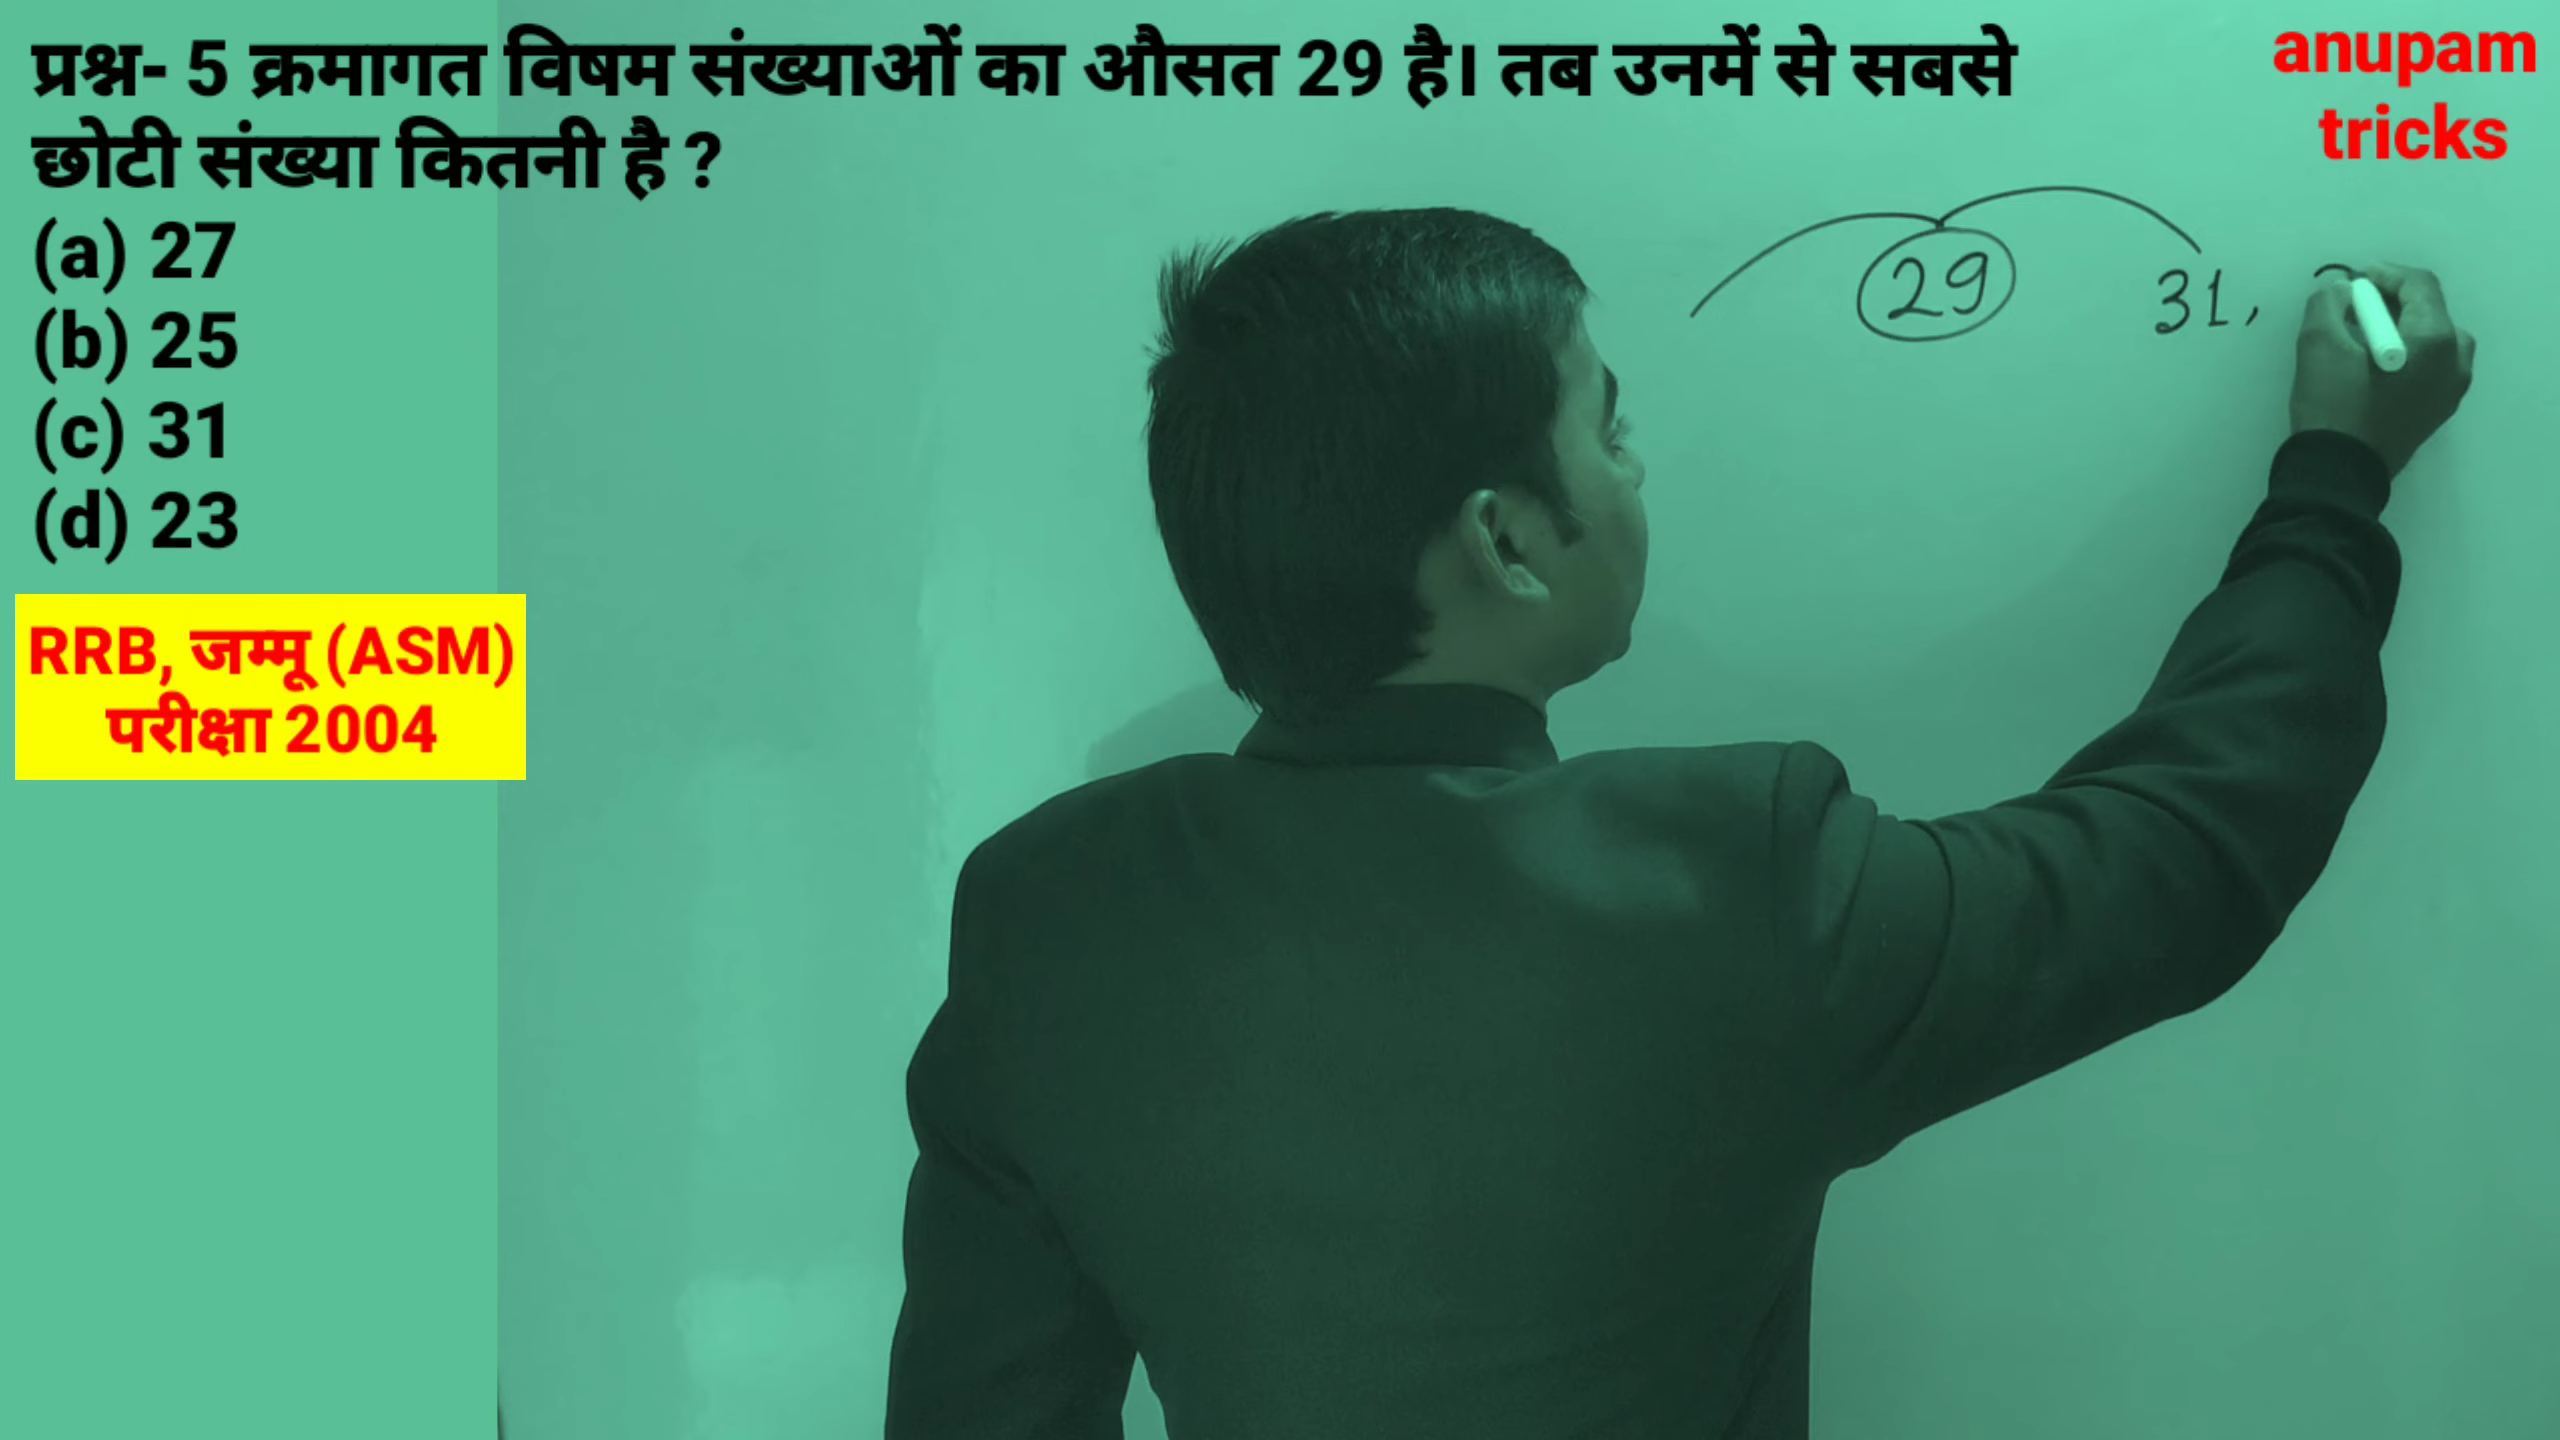 प्रश्न- 5 क्रमागत विषम संख्याओं का औसत 29 है। तब उनमें से सबसे
छोटी संख्या कितनी है ?
(a) 27
(b) 25
(c) 31
(d) 23
RRB, जम्मू (ASM)
परीक्षा 2004
anupam
tricks
29 31,